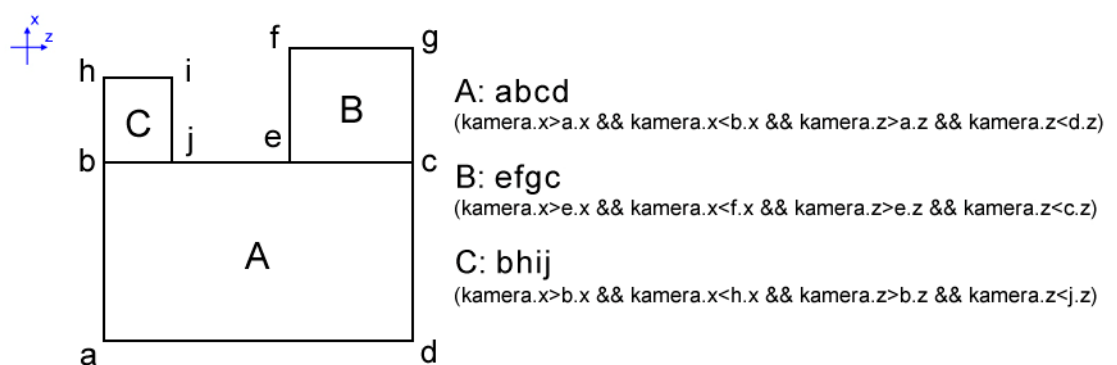 x
z
f
g
h
i
C
B
j
e
b
c
A
a
d
A: abcd
(kamera.x>a.x && kamera.x<b.x && kamera.z>a.z && kamera.z<d.z)
B: efgc
(kamera.x>e.x && kamera.x<f.x && kamera.z>e.z && kamera.z<c.z)
C: bhij
(kamera.x>b.x && kamera.x<h.x && kamera.z>b.z && kamera.z<j.z)